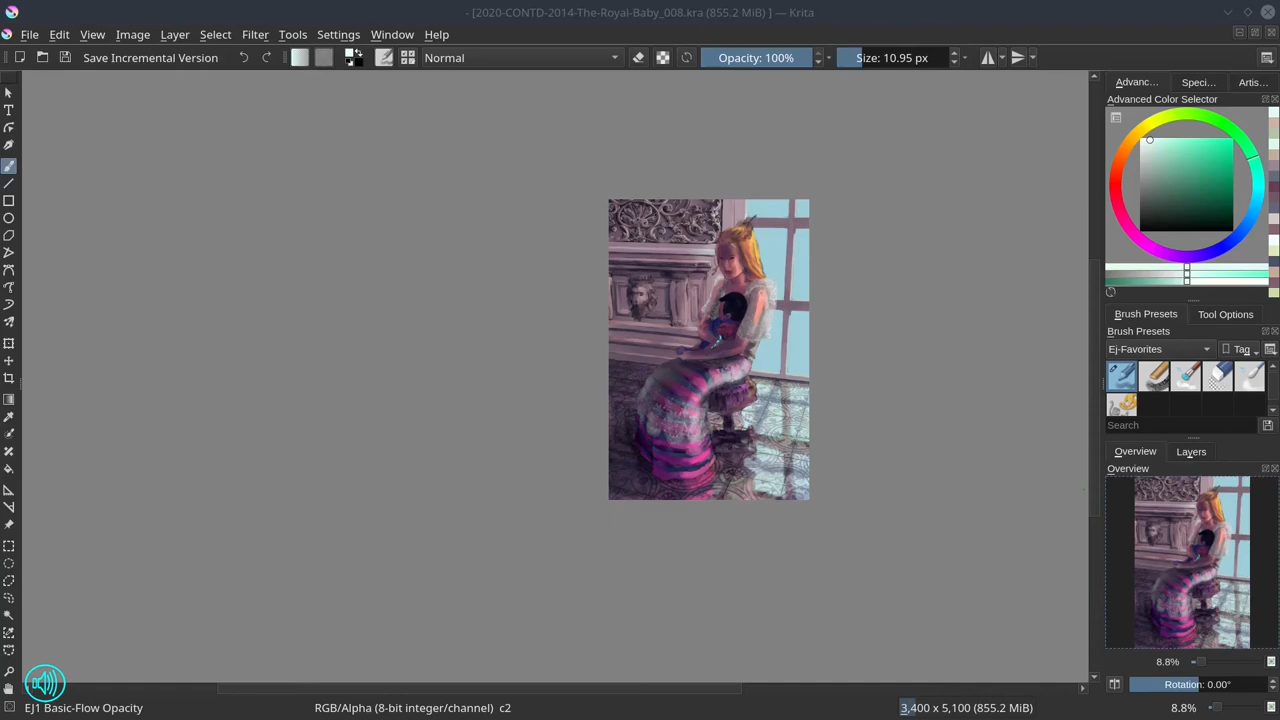 - [2020-CONTD-2014-The-Royal-Baby_008.kra (855.2 MiB) ] — Krita
File Edit View Image Layer Select Filter Tools Settings Window Help
Save Incremental Version Normal Opacity: 100% Size: 10.95 px
Advanc... Speci... Artis...
Advanced Color Selector
Brush Presets Tool Options
Brush Presets
Ej-Favorites Tag
Search
Overview Layers
Overview
8.8%
Rotation: 0.00°
EJ1 Basic-Flow Opacity RGB/Alpha (8-bit integer/channel) c2 3,400 x 5,100 (855.2 MiB) 8.8%